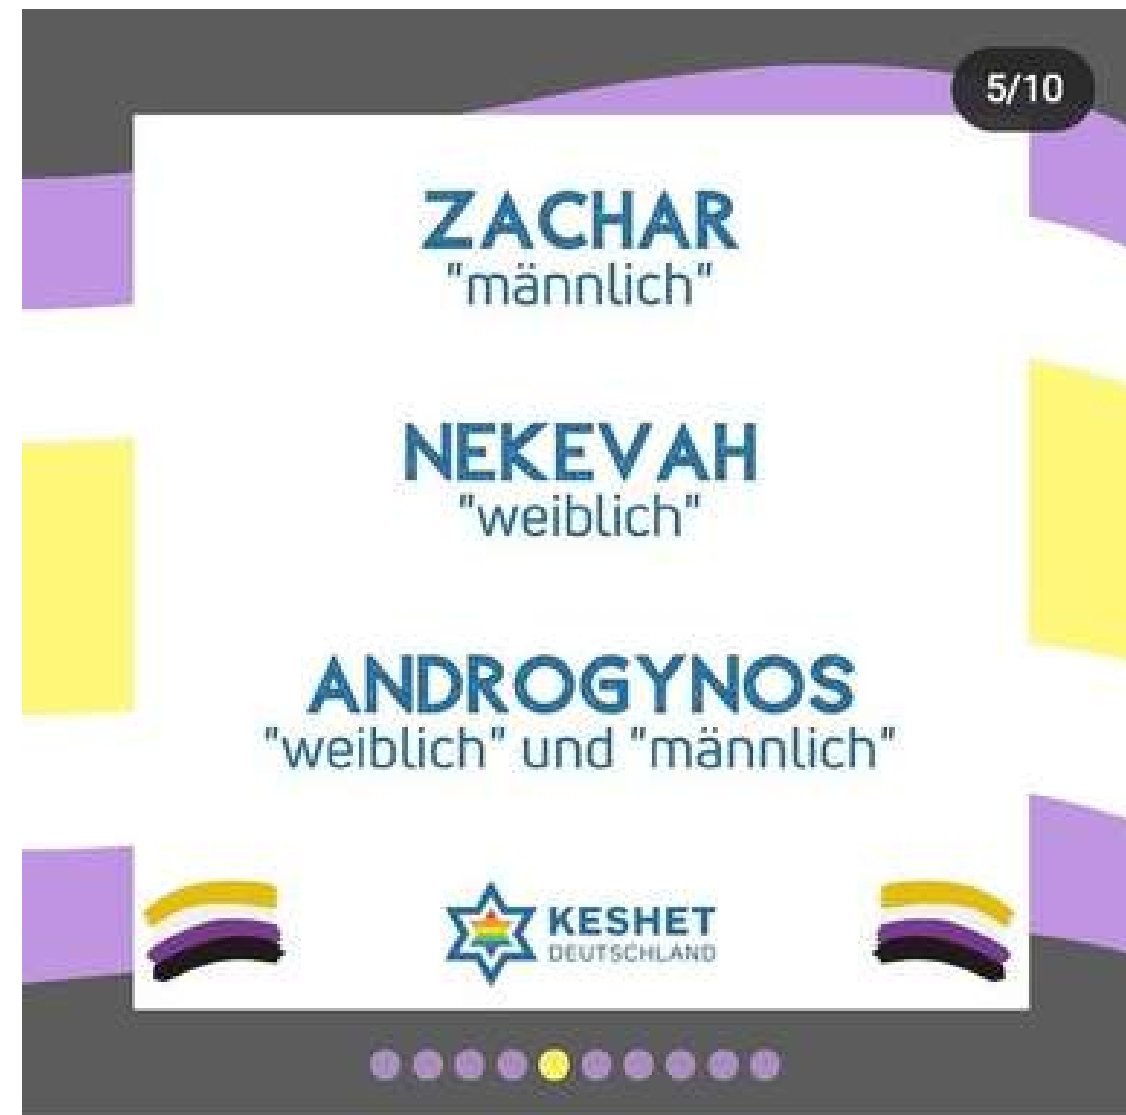 5/10
ZACHAR
"männlich"
NEKEVAH
"weiblich"
ANDROGYNOS
"weiblich" und "männlich"
KESHET
DEUTSCHLAND